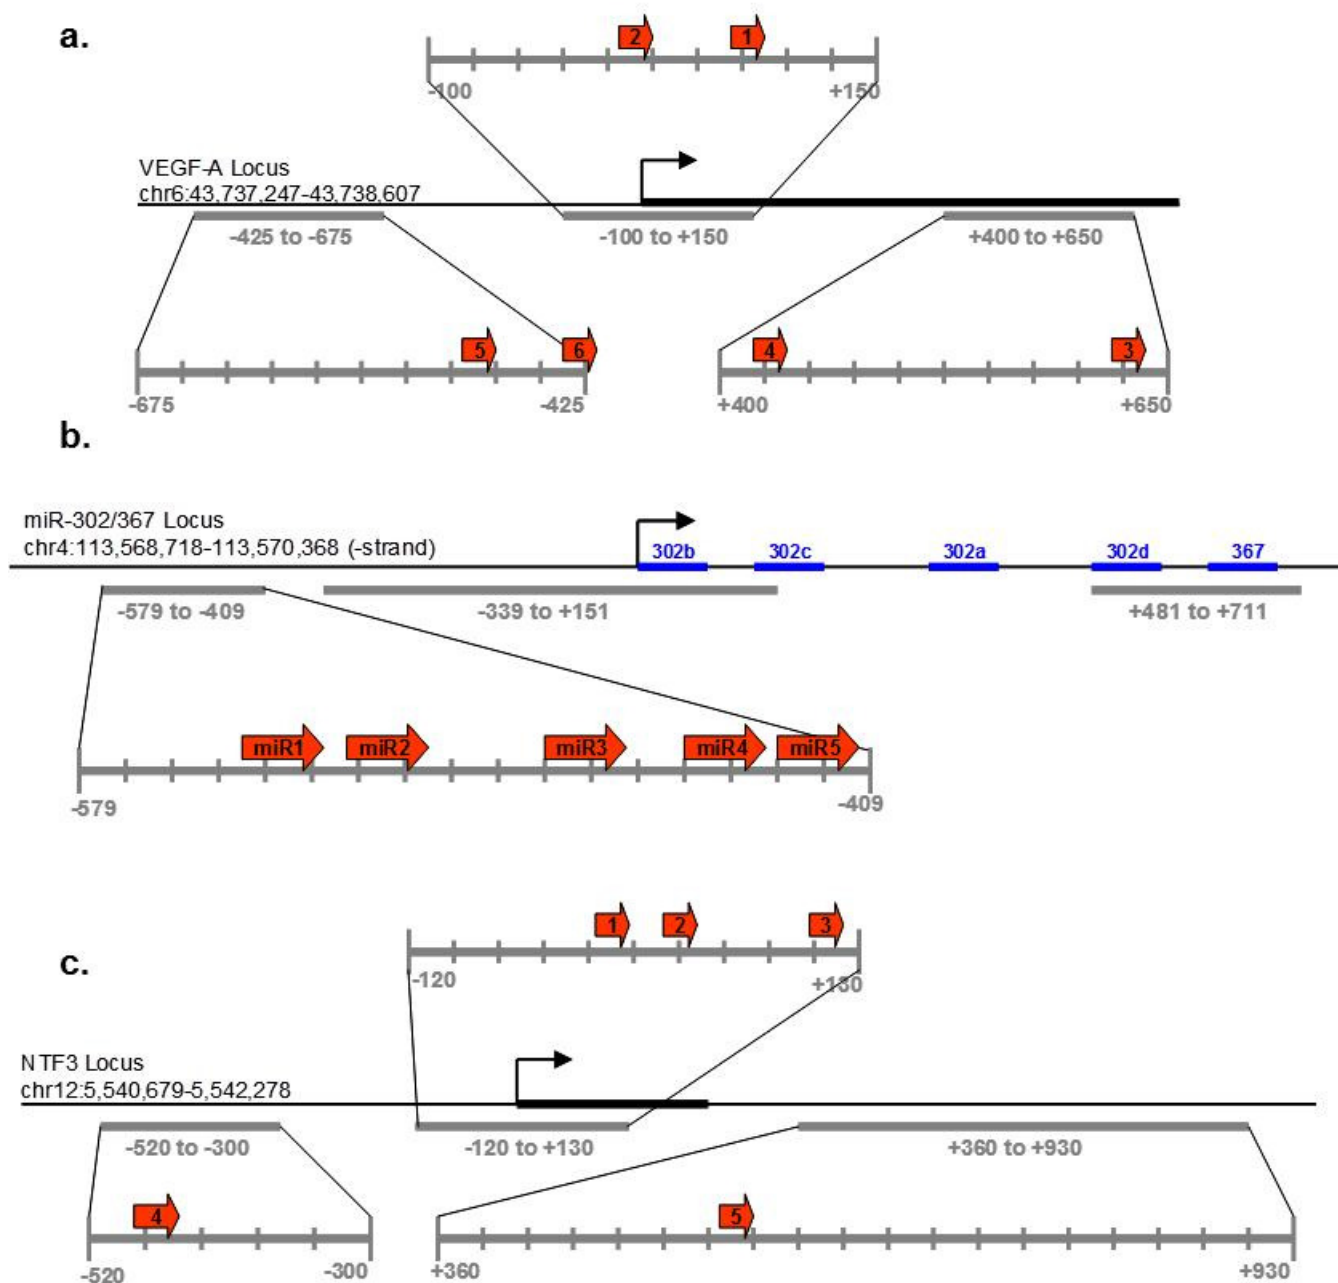 a.
2 1
-100 +150
VEGF-A Locus
chr6:43,737,247-43,738,607
-425 to -675 -100 to +150 +400 to +650
5 6 4 3
-675 -425 +400 +650
b.
miR-302/367 Locus
chr4:113,568,718-113,570,368 (-strand)
302b 302c 302a 302d 367
-579 to -409 -339 to +151 +481 to +711
miR1 miR2 miR3 miR4 miR5
-579 -409
1 2 3
c.
-120 +130
NTF3 Locus
chr12:5,540,679-5,542,278
-520 to -300 -120 to +130 +360 to +930
4 5
-520 -300 +360 +930